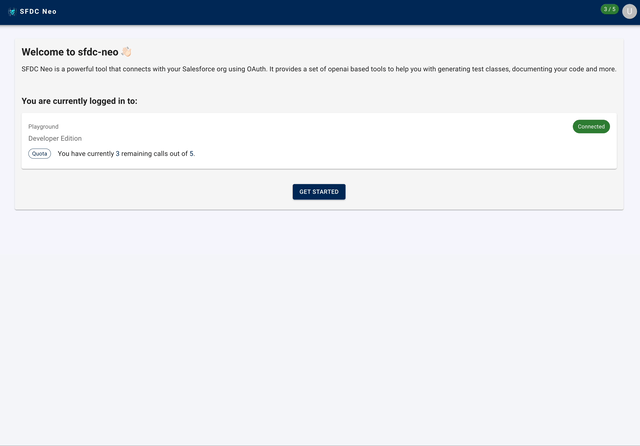 SFDC Neo
3 / 5
U
Welcome to sfdc-neo 👋🏻
SFDC Neo is a powerful tool that connects with your Salesforce org using OAuth. It provides a set of openai based tools to help you with generating test classes, documenting your code and more.
You are currently logged in to:
Playground
Connected
Developer Edition
Quota You have currently 3 remaining calls out of 5.
GET STARTED